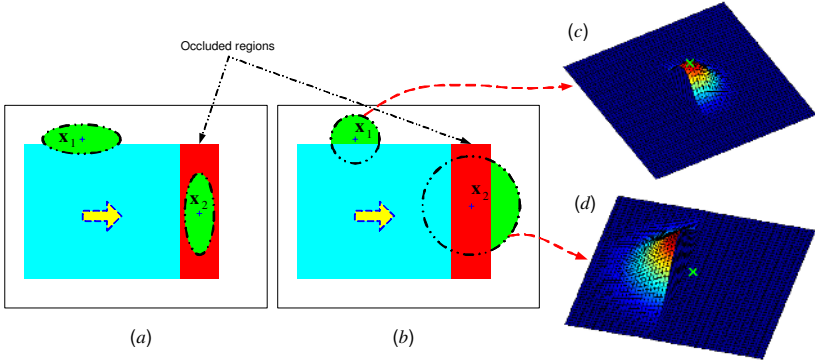 Occluded regions
(c)
x1
x2
x1
x2
(d)
(a)
(b)